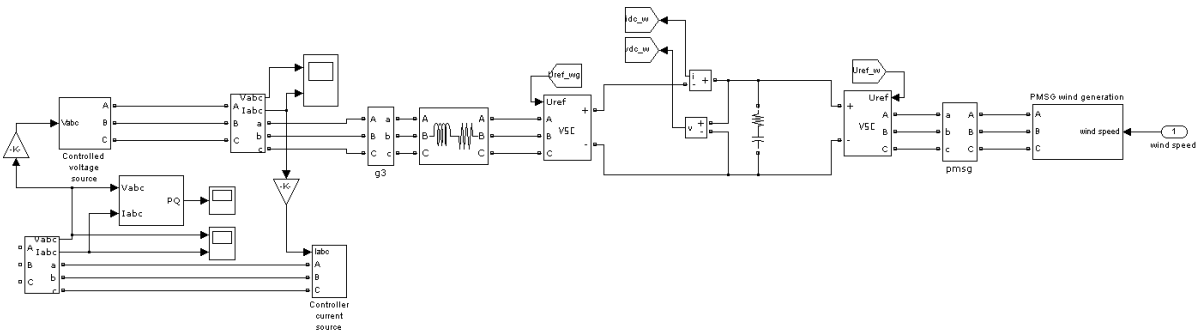 idc_w
vdc_w
Uref_wg
Uref_w
PMSG wind generation
Vabc
A
B
C
Controlled
voltage
source
-K-
Vabc
Iabc
A
B
C
a
b
c
A
B
C
a
b
c
g3
A
B
C
A
B
C
Uref
A
B
C
VSC
+
-
i
+
-
v
+
-
Uref
+
-
VSC
A
B
C
a
b
c
A
B
C
pmsg
A
B
C
wind speed
1
wind speed
Vabc
Iabc
PQ
-K-
Vabc
Iabc
A
B
C
a
b
c
Iabc
A
B
C
Controller
current
source